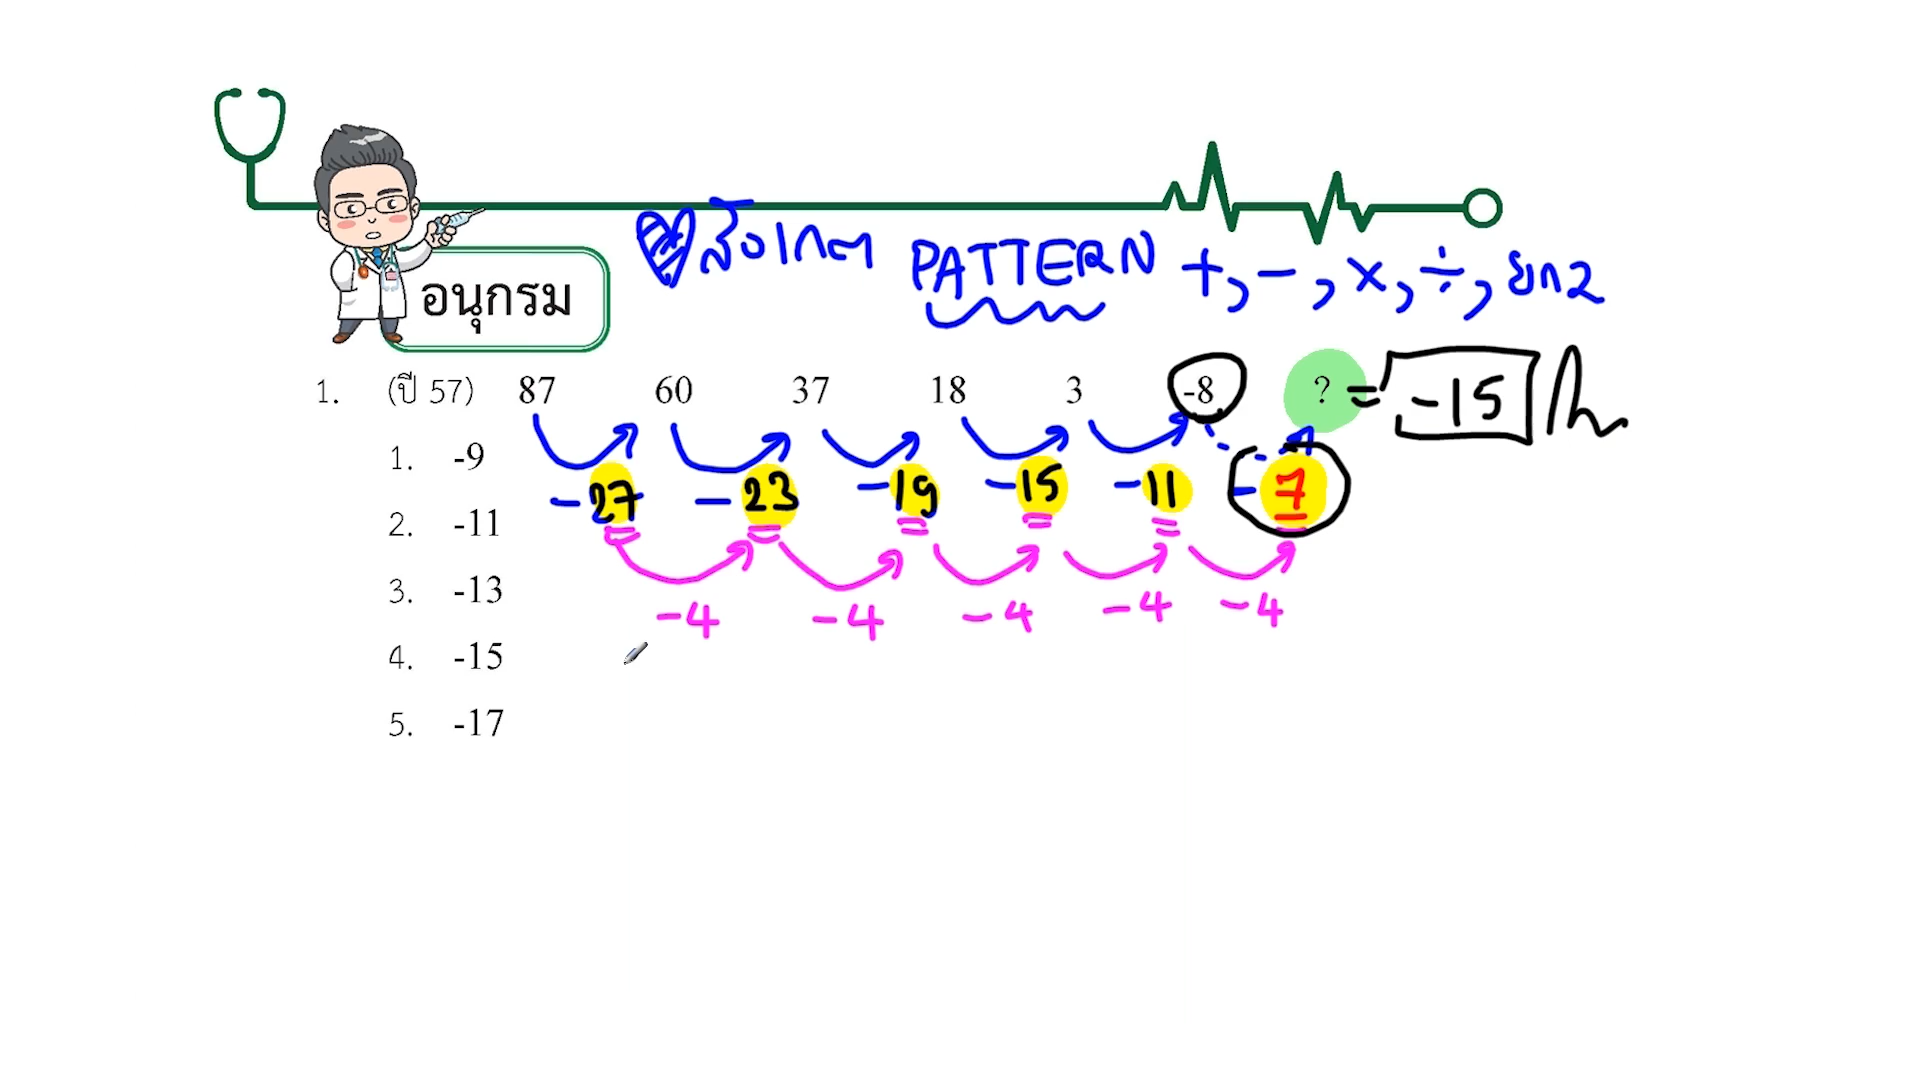 สังเกต PATTERN +, -, ×, ÷, ยก2
อนุกรม
1. (ปี 57) 87 60 37 18 3 -8 ? = -15
1. -9
-27 -23 -19 -15 -11 -7
2. -11
3. -13
-4 -4 -4 -4 -4
4. -15
5. -17